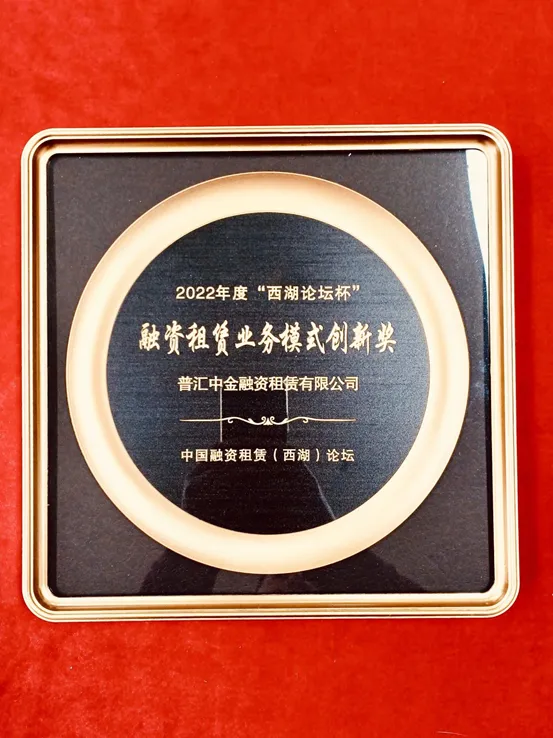 2022年度“西湖论坛杯”
融资租赁业务模式创新奖
普汇中金融资租赁有限公司
中国融资租赁（西湖）论坛